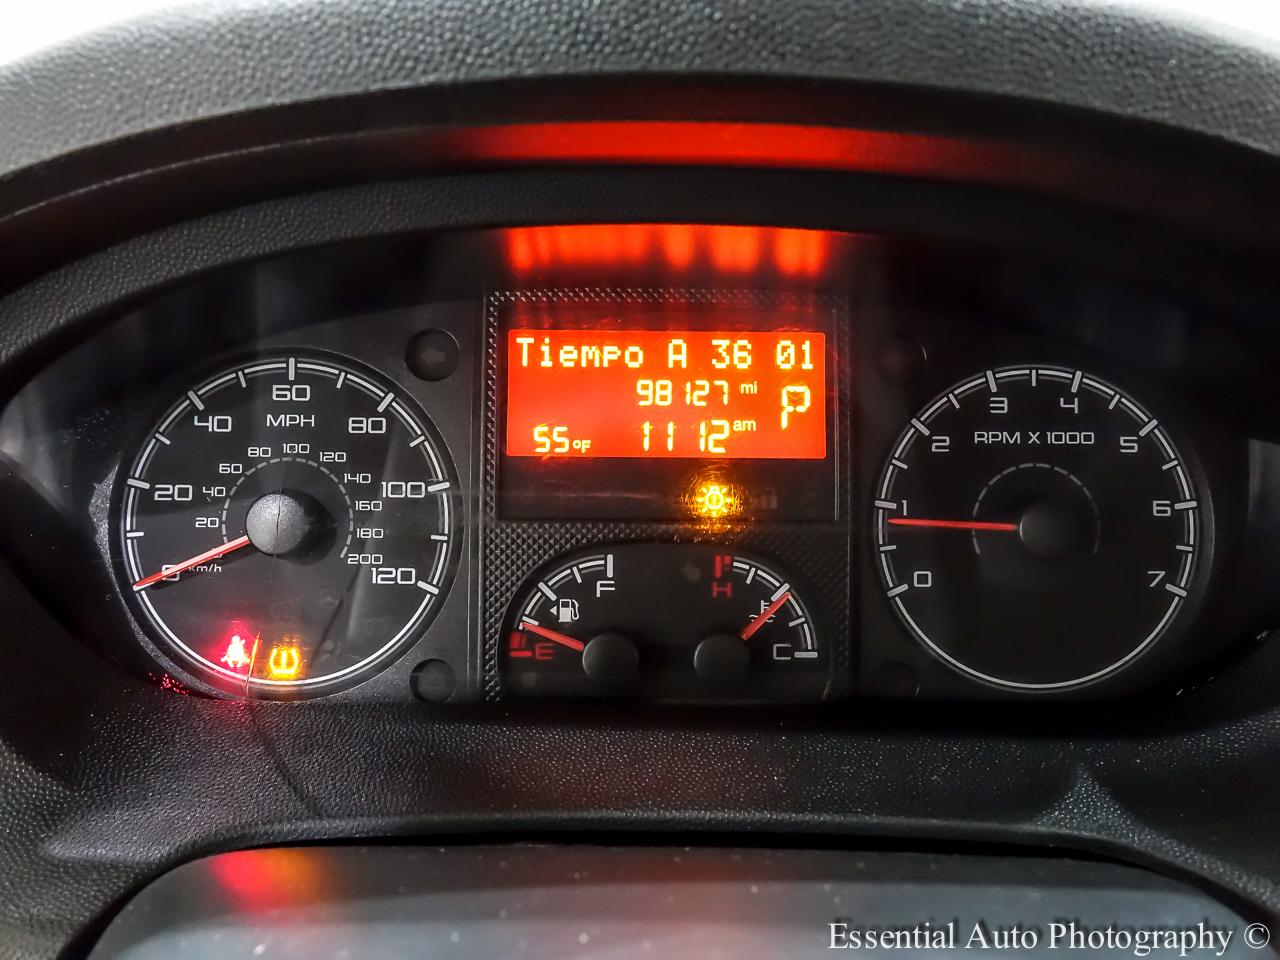 Tiempo A 36 01
98127 mi
P
55°F 11 12 am
0 20 40 60 80 100 120
MPH
20 40 60 80 100 120 140 160 180 200
Km/h
F
E
H
C
0 1 2 3 4 5 6 7
RPM X 1000
Essential Auto Photography ©